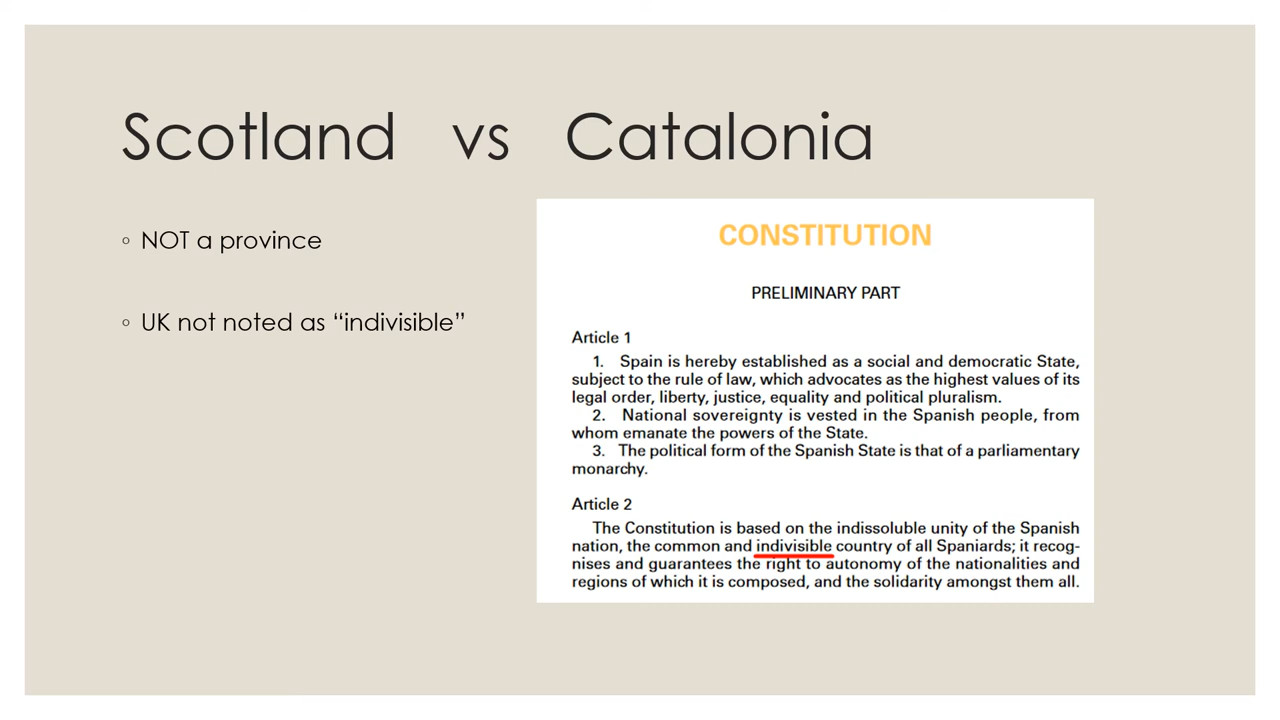 Scotland vs Catalonia
◦ NOT a province
◦ UK not noted as “indivisible”
CONSTITUTION
PRELIMINARY PART
Article 1
1. Spain is hereby established as a social and democratic State,
subject to the rule of law, which advocates as the highest values of its
legal order, liberty, justice, equality and political pluralism.
2. National sovereignty is vested in the Spanish people, from
whom emanate the powers of the State.
3. The political form of the Spanish State is that of a parliamentary
monarchy.
Article 2
The Constitution is based on the indissoluble unity of the Spanish
nation, the common and indivisible country of all Spaniards; it recog-
nises and guarantees the right to autonomy of the nationalities and
regions of which it is composed, and the solidarity amongst them all.